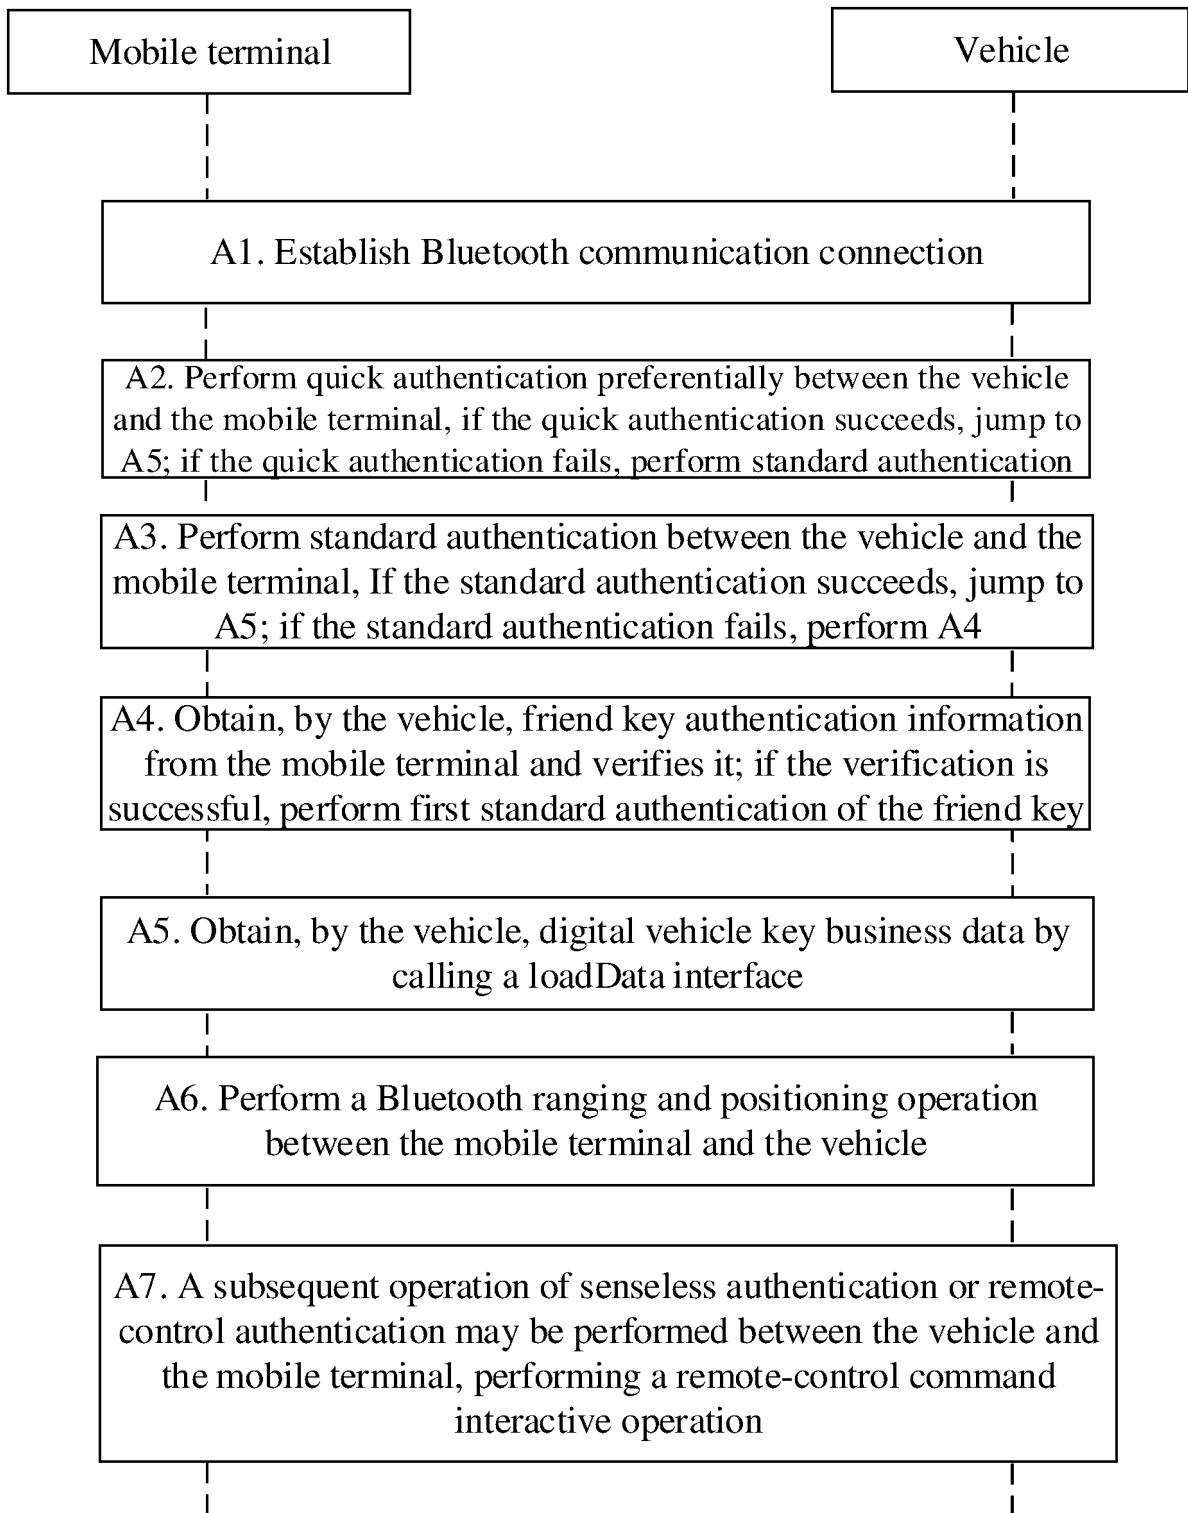 Mobile terminal
Vehicle
A1. Establish Bluetooth communication connection
A2. Perform quick authentication preferentially between the vehicle
and the mobile terminal, if the quick authentication succeeds, jump to
A5; if the quick authentication fails, perform standard authentication
A3. Perform standard authentication between the vehicle and the
mobile terminal, If the standard authentication succeeds, jump to
A5; if the standard authentication fails, perform A4
A4. Obtain, by the vehicle, friend key authentication information
from the mobile terminal and verifies it; if the verification is
successful, perform first standard authentication of the friend key
A5. Obtain, by the vehicle, digital vehicle key business data by
calling a loadData interface
A6. Perform a Bluetooth ranging and positioning operation
between the mobile terminal and the vehicle
A7. A subsequent operation of senseless authentication or remote-
control authentication may be performed between the vehicle and
the mobile terminal, performing a remote-control command
interactive operation